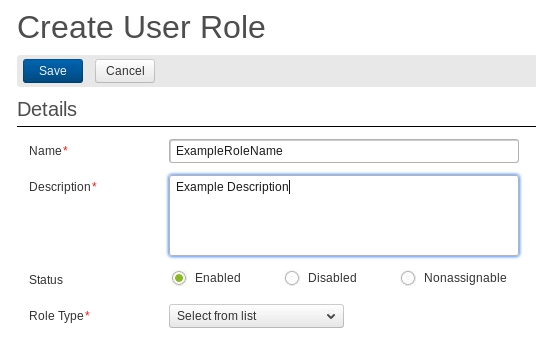 Create User Role
Save Cancel
Details
Name* ExampleRoleName
Description* Example Description
Status Enabled Disabled Nonassignable
Role Type* Select from list